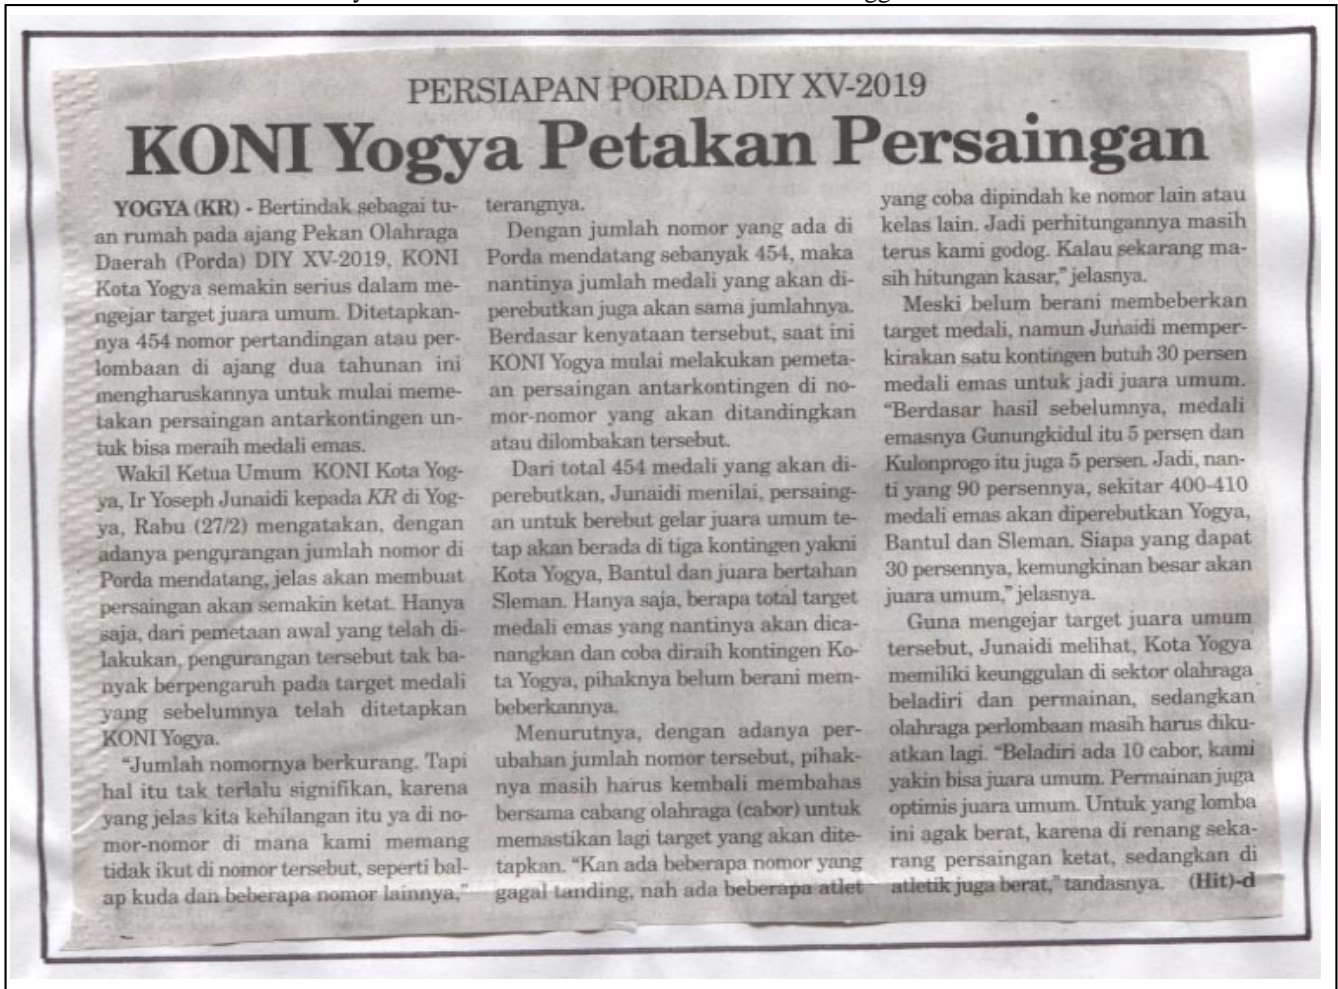 PERSIAPAN PORDA DIY XV-2019
KONI Yogya Petakan Persaingan
YOGYA (KR) - Bertindak sebagai tu-
an rumah pada ajang Pekan Olahraga
Daerah (Porda) DIY XV-2019, KONI
Kota Yogya semakin serius dalam me-
ngejar target juara umum. Ditetapkan-
nya 454 nomor pertandingan atau per-
lombaan di ajang dua tahunan ini
mengharuskannya untuk mulai meme-
takan persaingan antarkontingen un-
tuk bisa meraih medali emas.
Wakil Ketua Umum KONI Kota Yog-
ya, Ir Yoseph Junaidi kepada KR di Yog-
ya, Rabu (27/2) mengatakan, dengan
adanya pengurangan jumlah nomor di
Porda mendatang, jelas akan membuat
persaingan akan semakin ketat. Hanya
saja, dari pemetaan awal yang telah di-
lakukan, pengurangan tersebut tak ba-
nyak berpengaruh pada target medali
yang sebelumnya telah ditetapkan
KONI Yogya.
"Jumlah nomornya berkurang. Tapi
hal itu tak terlalu signifikan, karena
yang jelas kita kehilangan itu ya di no-
mor-nomor di mana kami memang
tidak ikut di nomor tersebut, seperti bal-
ap kuda dan beberapa nomor lainnya,"
terangnya.
Dengan jumlah nomor yang ada di
Porda mendatang sebanyak 454, maka
nantinya jumlah medali yang akan di-
perebutkan juga akan sama jumlahnya.
Berdasar kenyataan tersebut, saat ini
KONI Yogya mulai melakukan pemeta-
an persaingan antarkontingen di no-
mor-nomor yang akan ditandingkan
atau dilombakan tersebut.
Dari total 454 medali yang akan di-
perebutkan, Junaidi menilai, persaing-
an untuk berebut gelar juara umum te-
tap akan berada di tiga kontingen yakni
Kota Yogya, Bantul dan juara bertahan
Sleman. Hanya saja, berapa total target
medali emas yang nantinya akan dica-
nangkan dan coba diraih kontingen Ko-
ta Yogya, pihaknya belum berani mem-
beberkannya.
Menurutnya, dengan adanya per-
ubahan jumlah nomor tersebut, pihak-
nya masih harus kembali membahas
bersama cabang olahraga (cabor) untuk
memastikan lagi target yang akan dite-
tapkan. "Kan ada beberapa nomor yang
gagal tanding, nah ada beberapa atlet
yang coba dipindah ke nomor lain atau
kelas lain. Jadi perhitungannya masih
terus kami godog. Kalau sekarang ma-
sih hitungan kasar," jelasnya.
Meski belum berani membeberkan
target medali, namun Junaidi memper-
kirakan satu kontingen butuh 30 persen
medali emas untuk jadi juara umum.
"Berdasar hasil sebelumnya, medali
emasnya Gunungkidul itu 5 persen dan
Kulonprogo itu juga 5 persen. Jadi, nan-
ti yang 90 persennya, sekitar 400-410
medali emas akan diperebutkan Yogya,
Bantul dan Sleman. Siapa yang dapat
30 persennya, kemungkinan besar akan
juara umum," jelasnya.
Guna mengejar target juara umum
tersebut, Junaidi melihat, Kota Yogya
memiliki keunggulan di sektor olahraga
beladiri dan permainan, sedangkan
olahraga perlombaan masih harus diku-
atkan lagi. "Beladiri ada 10 cabor, kami
yakin bisa juara umum. Permainan juga
optimis juara umum. Untuk yang lomba
ini agak berat, karena di renang seka-
rang persaingan ketat, sedangkan di
atletik juga berat," tandasnya. (Hit)-d